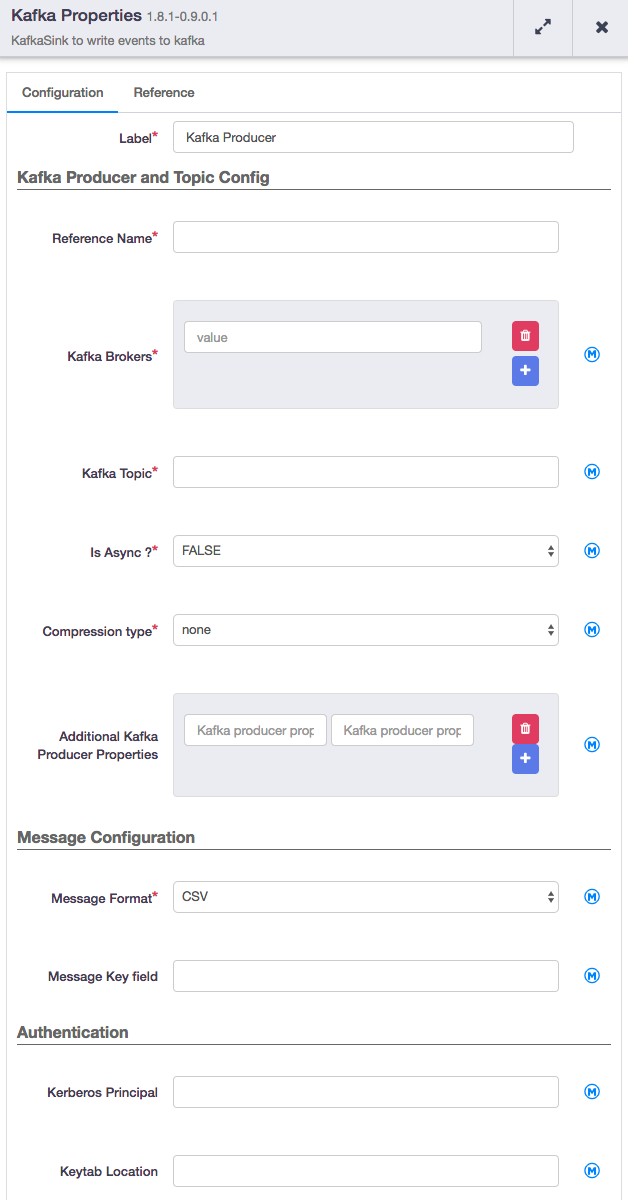 Kafka Properties 1.8.1-0.9.0.1
KafkaSink to write events to kafka
Configuration Reference
Label* Kafka Producer
Kafka Producer and Topic Config
Reference Name*
value
Kafka Brokers* M
Kafka Topic* M
Is Async ?* FALSE M
Compression type* none M
Kafka producer prop Kafka producer prop
Additional Kafka
Producer Properties M
Message Configuration
Message Format* CSV M
Message Key field M
Authentication
Kerberos Principal M
Keytab Location M